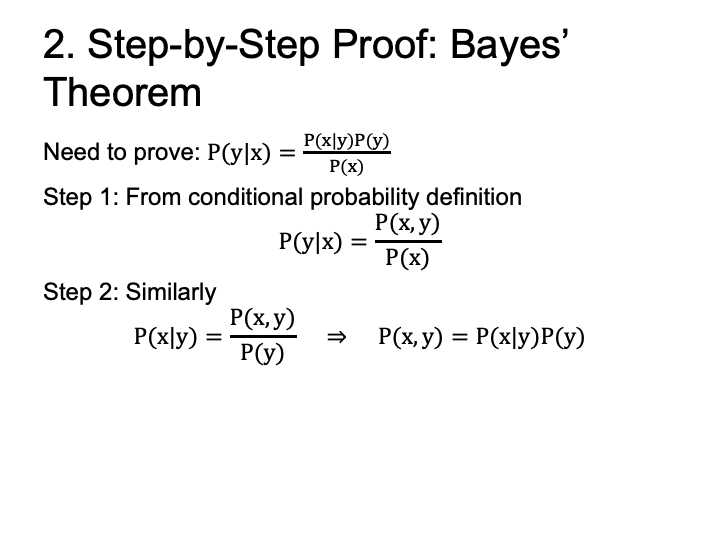 2. Step-by-Step Proof: Bayes’
Theorem
Need to prove: P(y|x) = P(x|y)P(y) / P(x)
Step 1: From conditional probability definition
P(y|x) = P(x, y) / P(x)
Step 2: Similarly
P(x|y) = P(x, y) / P(y) ⇒ P(x, y) = P(x|y)P(y)